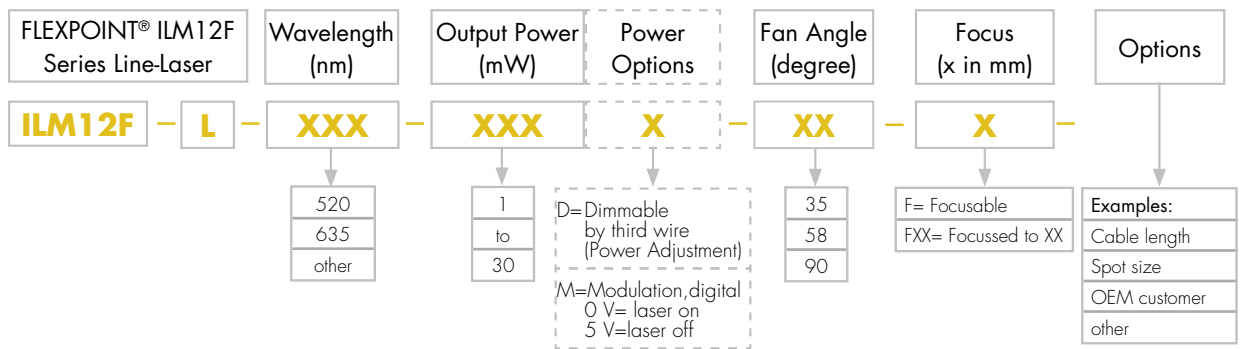 FLEXPOINT® ILM12F
Series Line-Laser
Wavelength
(nm)
Output Power
(mW)
Power
Options
Fan Angle
(degree)
Focus
(x in mm)
Options
ILM12F – L – XXX – XXX X – XX – X –
520
635
other
1
to
30
D=Dimmable
by third wire
(Power Adjustment)
M=Modulation,digital
0 V= laser on
5 V=laser off
35
58
90
F= Focusable
FXX= Focussed to XX
Examples:
Cable length
Spot size
OEM customer
other